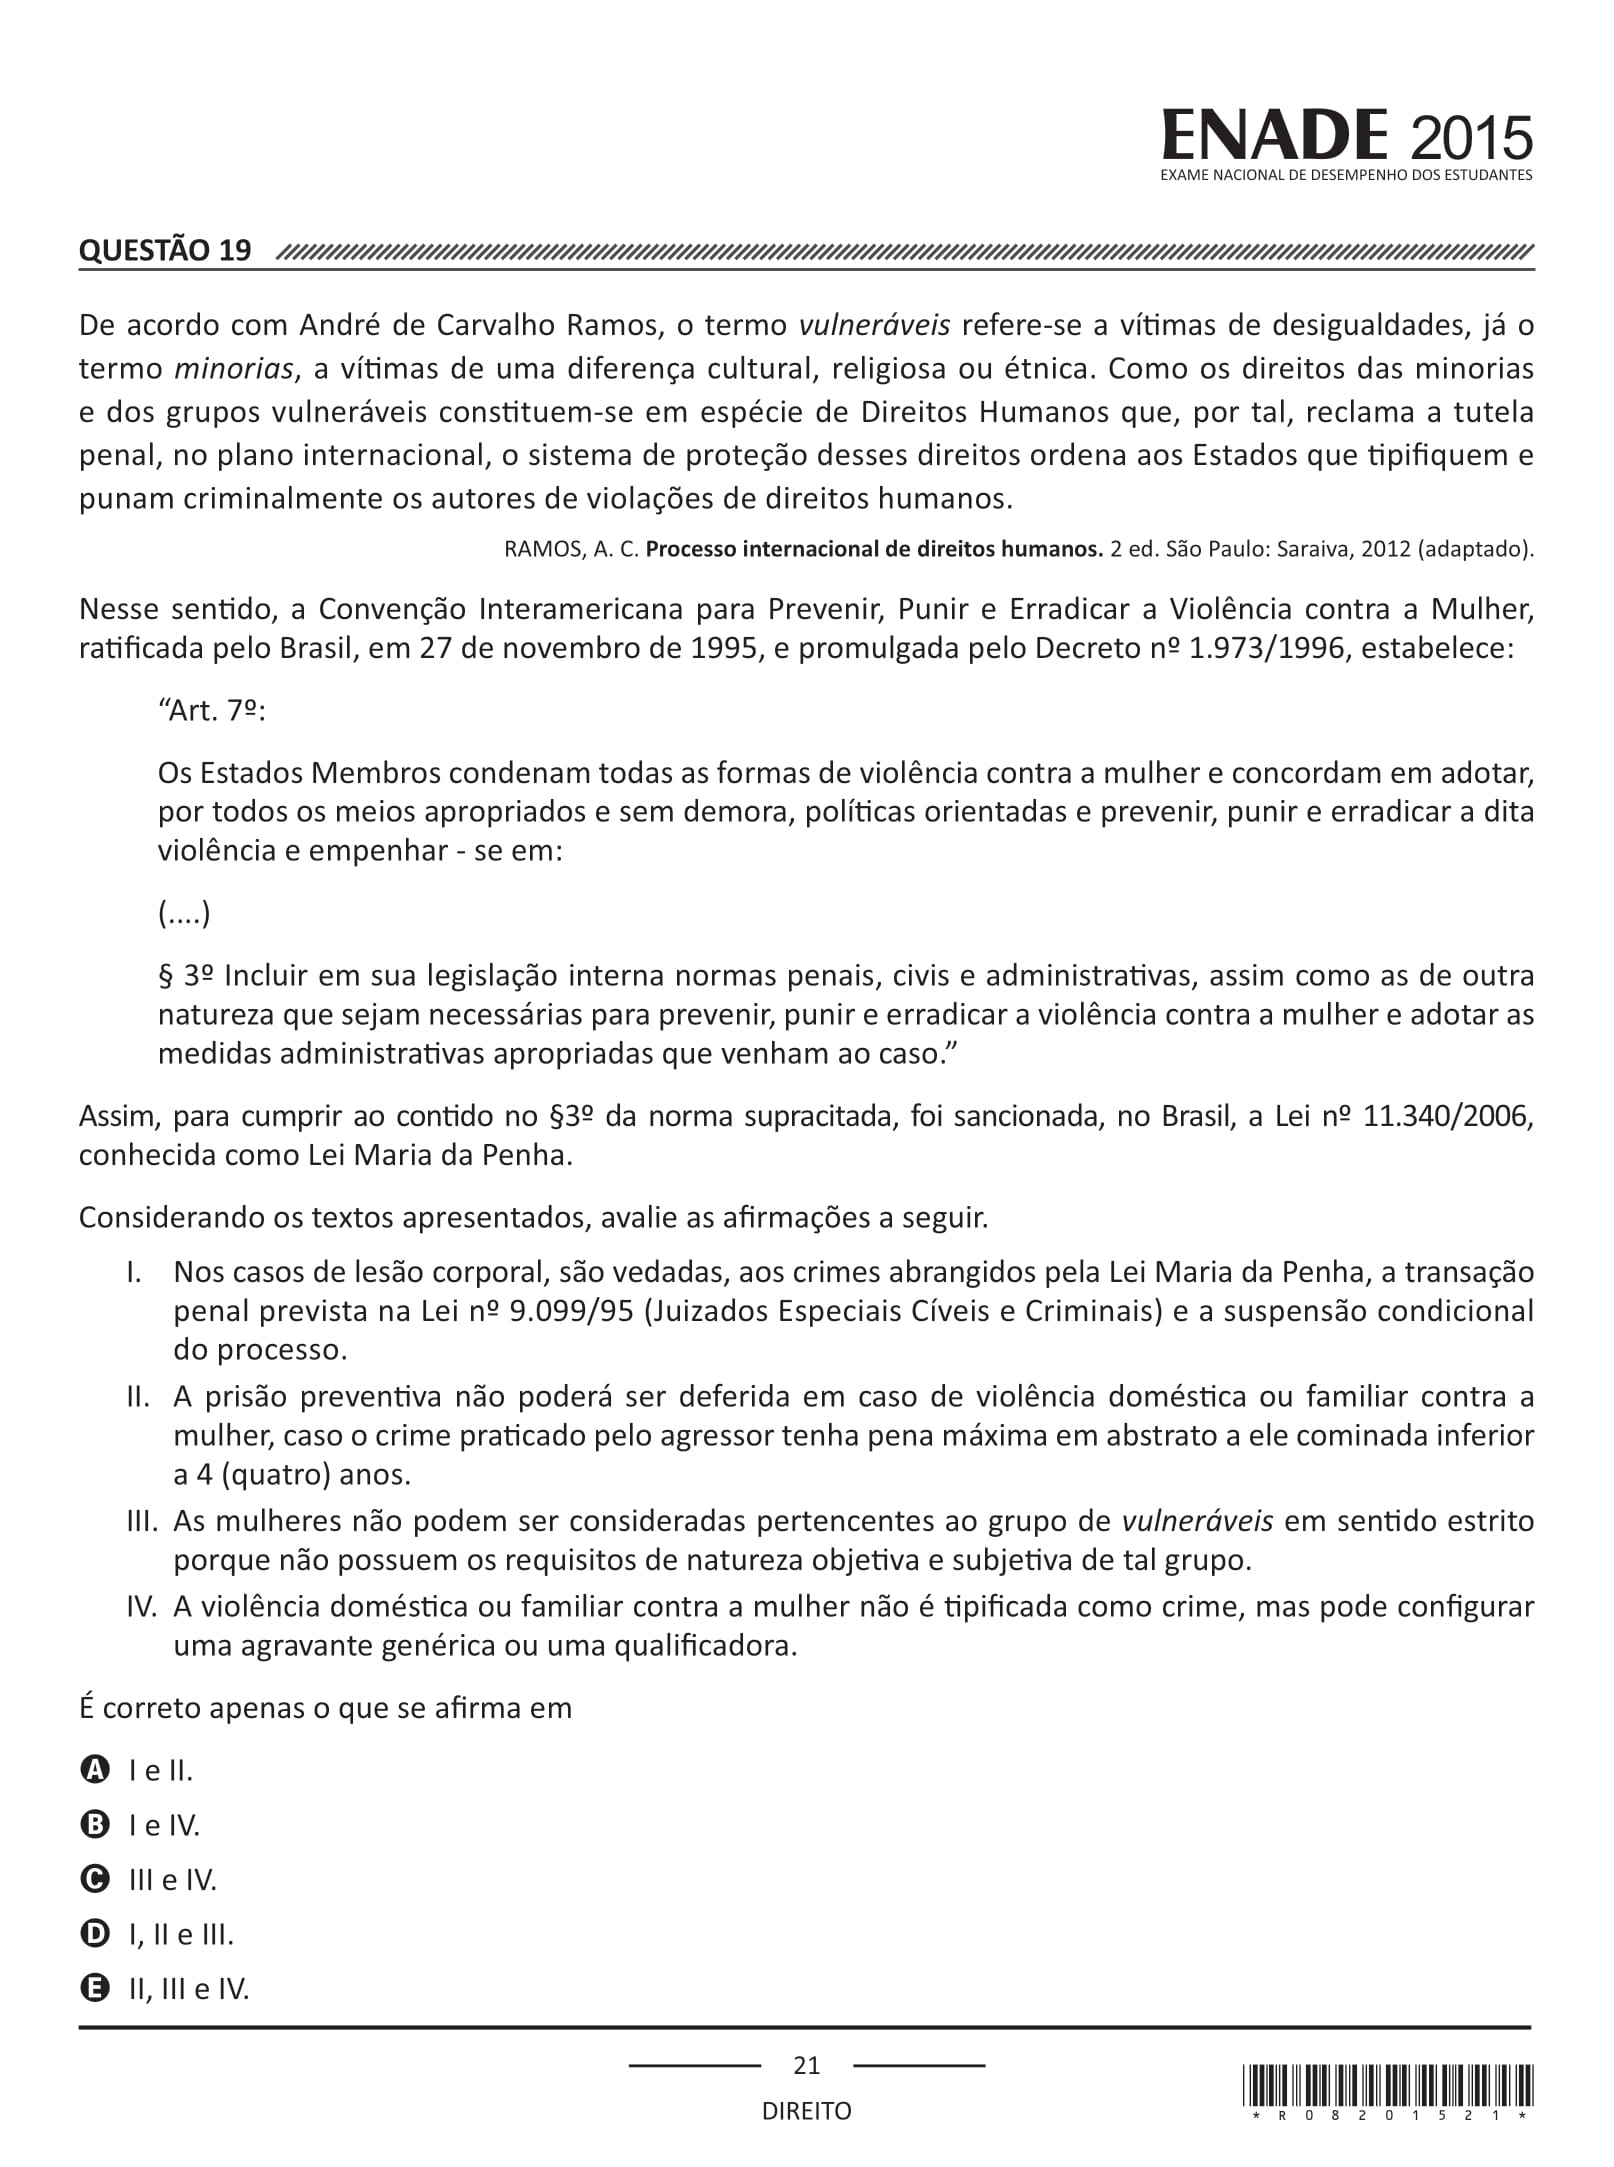 ENADE 2015
EXAME NACIONAL DE DESEMPENHO DOS ESTUDANTES
QUESTÃO 19
De acordo com André de Carvalho Ramos, o termo vulneráveis refere-se a vítimas de desigualdades, já o
termo minorias, a vítimas de uma diferença cultural, religiosa ou étnica. Como os direitos das minorias
e dos grupos vulneráveis constituem-se em espécie de Direitos Humanos que, por tal, reclama a tutela
penal, no plano internacional, o sistema de proteção desses direitos ordena aos Estados que tipifiquem e
punam criminalmente os autores de violações de direitos humanos.
RAMOS, A. C. Processo internacional de direitos humanos. 2 ed. São Paulo: Saraiva, 2012 (adaptado).
Nesse sentido, a Convenção Interamericana para Prevenir, Punir e Erradicar a Violência contra a Mulher,
ratificada pelo Brasil, em 27 de novembro de 1995, e promulgada pelo Decreto nº 1.973/1996, estabelece:
“Art. 7º:
Os Estados Membros condenam todas as formas de violência contra a mulher e concordam em adotar,
por todos os meios apropriados e sem demora, políticas orientadas e prevenir, punir e erradicar a dita
violência e empenhar - se em:
(....)
§ 3º Incluir em sua legislação interna normas penais, civis e administrativas, assim como as de outra
natureza que sejam necessárias para prevenir, punir e erradicar a violência contra a mulher e adotar as
medidas administrativas apropriadas que venham ao caso.”
Assim, para cumprir ao contido no §3º da norma supracitada, foi sancionada, no Brasil, a Lei nº 11.340/2006,
conhecida como Lei Maria da Penha.
Considerando os textos apresentados, avalie as afirmações a seguir.
I. Nos casos de lesão corporal, são vedadas, aos crimes abrangidos pela Lei Maria da Penha, a transação
penal prevista na Lei nº 9.099/95 (Juizados Especiais Cíveis e Criminais) e a suspensão condicional
do processo.
II. A prisão preventiva não poderá ser deferida em caso de violência doméstica ou familiar contra a
mulher, caso o crime praticado pelo agressor tenha pena máxima em abstrato a ele cominada inferior
a 4 (quatro) anos.
III. As mulheres não podem ser consideradas pertencentes ao grupo de vulneráveis em sentido estrito
porque não possuem os requisitos de natureza objetiva e subjetiva de tal grupo.
IV. A violência doméstica ou familiar contra a mulher não é tipificada como crime, mas pode configurar
uma agravante genérica ou uma qualificadora.
É correto apenas o que se afirma em
A I e II.
B I e IV.
C III e IV.
D I, II e III.
E II, III e IV.
21
DIREITO
*R08201521*